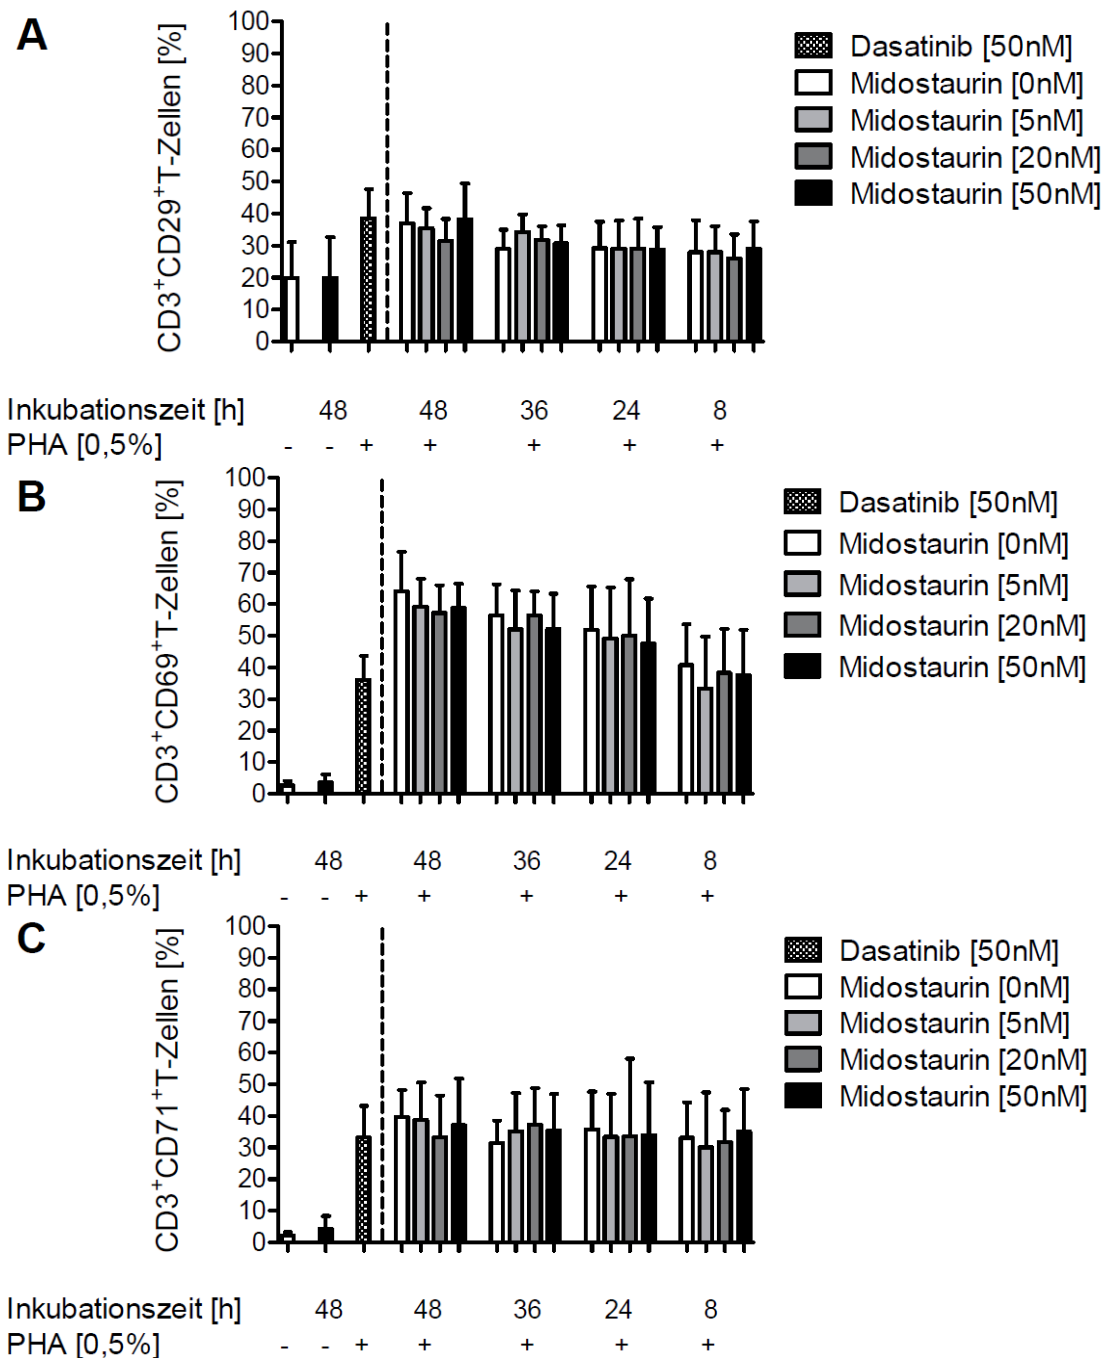 A
CD3⁺CD29⁺T-Zellen [%]
100
90
80
70
60
50
40
30
20
10
0
Dasatinib [50nM]
Midostaurin [0nM]
Midostaurin [5nM]
Midostaurin [20nM]
Midostaurin [50nM]
Inkubationszeit [h] 48 48 36 24 8
PHA [0,5%] - - + + + + +
B
CD3⁺CD69⁺T-Zellen [%]
100
90
80
70
60
50
40
30
20
10
0
Dasatinib [50nM]
Midostaurin [0nM]
Midostaurin [5nM]
Midostaurin [20nM]
Midostaurin [50nM]
Inkubationszeit [h] 48 48 36 24 8
PHA [0,5%] - - + + + + +
C
CD3⁺CD71⁺T-Zellen [%]
100
90
80
70
60
50
40
30
20
10
0
Dasatinib [50nM]
Midostaurin [0nM]
Midostaurin [5nM]
Midostaurin [20nM]
Midostaurin [50nM]
Inkubationszeit [h] 48 48 36 24 8
PHA [0,5%] - - + + + + +